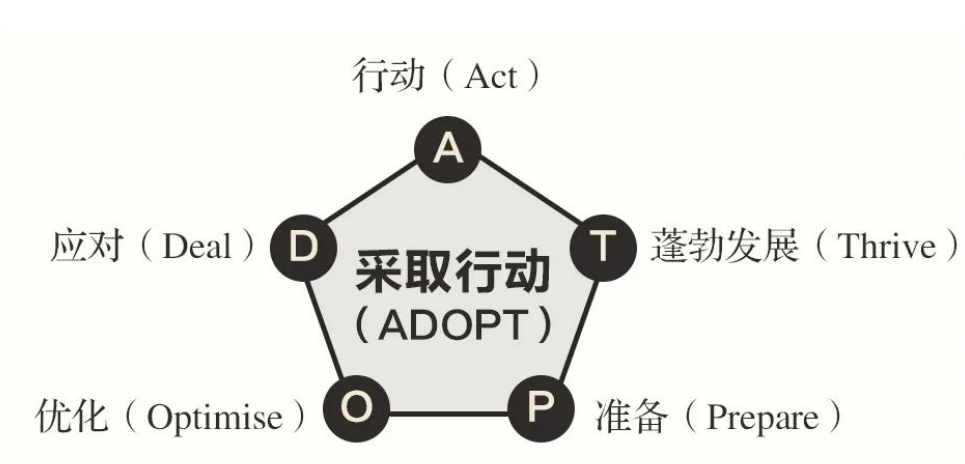 行动（Act）
A
应对（Deal）
D
T
蓬勃发展（Thrive）
采取行动
（ADOPT）
优化（Optimise）
O
P
准备（Prepare）